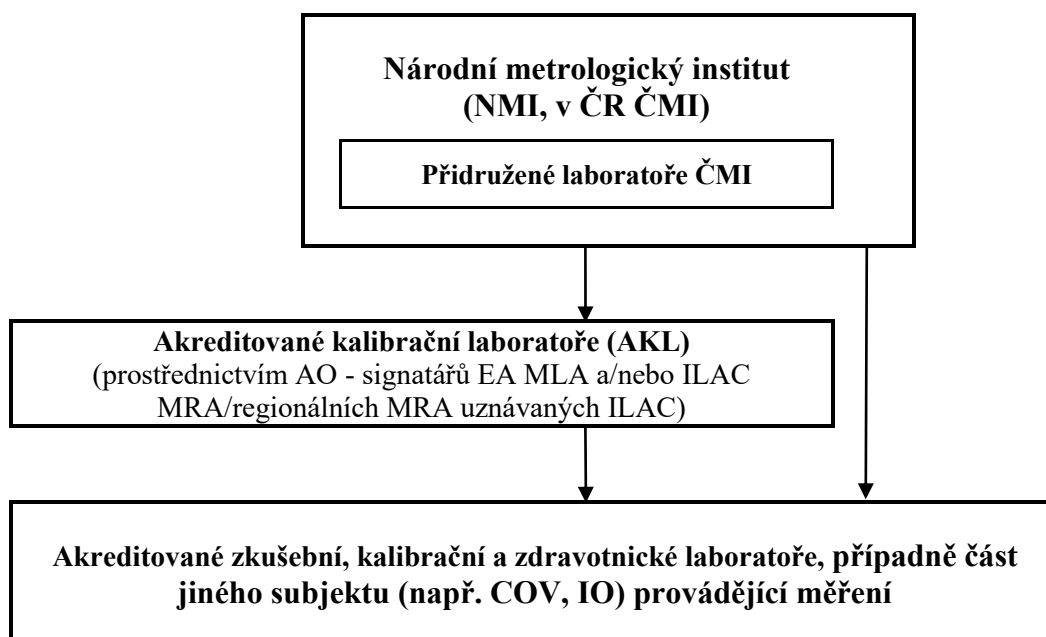 Národní metrologický institut
(NMI, v ČR ČMI)
Přidružené laboratoře ČMI
Akreditované kalibrační laboratoře (AKL)
(prostřednictvím AO - signatářů EA MLA a/nebo ILAC
MRA/regionálních MRA uznávaných ILAC)
Akreditované zkušební, kalibrační a zdravotnické laboratoře, případně část
jiného subjektu (např. COV, IO) provádějící měření